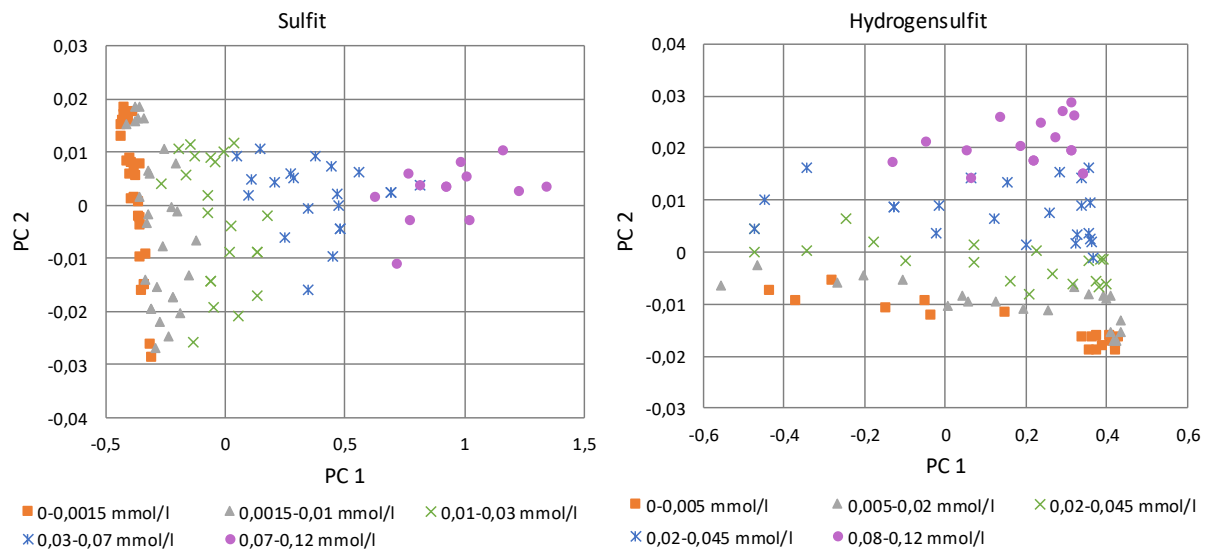 Sulfit
0,03
0,02
0,01
0
-0,01
-0,02
-0,03
-0,04
PC 2
-0,5
0
0,5
1
1,5
PC 1
0-0,0015 mmol/l
0,0015-0,01 mmol/l
0,01-0,03 mmol/l
0,03-0,07 mmol/l
0,07-0,12 mmol/l
Hydrogensulfit
0,04
0,03
0,02
0,01
0
-0,01
-0,02
-0,03
PC 2
-0,6
-0,4
-0,2
0
0,2
0,4
0,6
PC 1
0-0,005 mmol/l
0,005-0,02 mmol/l
0,02-0,045 mmol/l
0,02-0,045 mmol/l
0,08-0,12 mmol/l